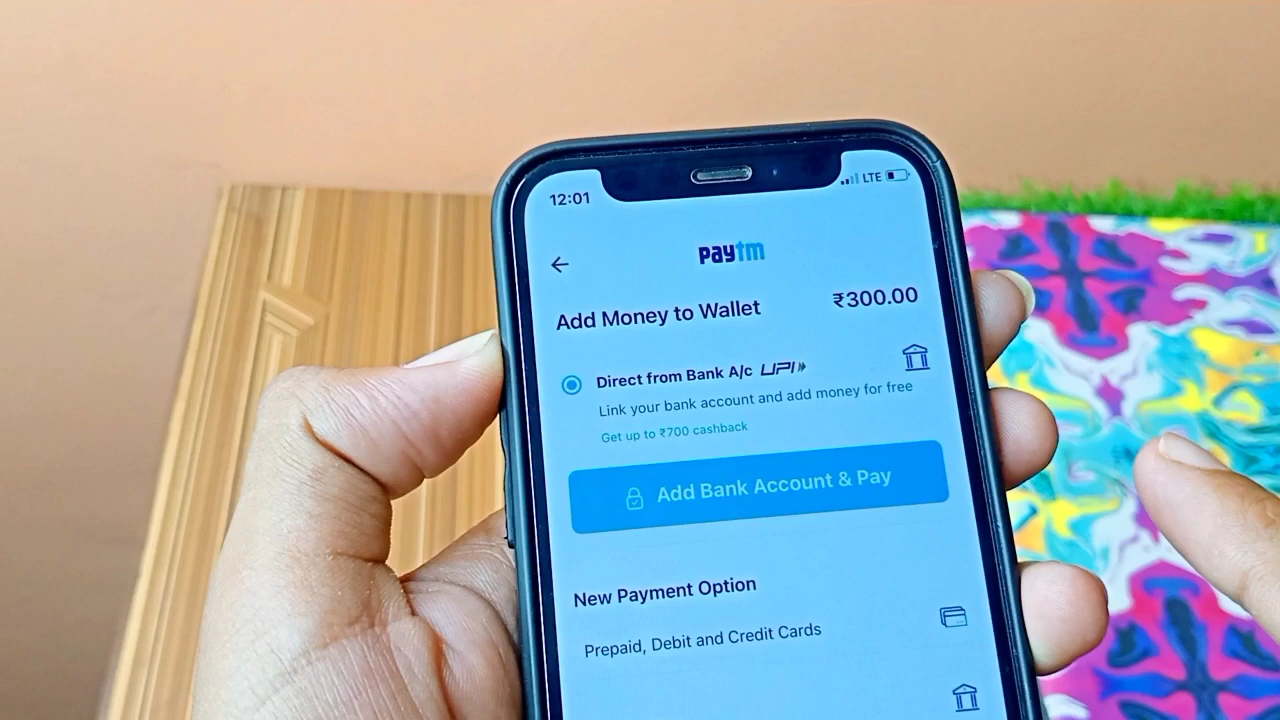 12:01
LTE
paytm
Add Money to Wallet ₹300.00
Direct from Bank A/c UPI
Link your bank account and add money for free
Get up to ₹700 cashback
Add Bank Account & Pay
New Payment Option
Prepaid, Debit and Credit Cards